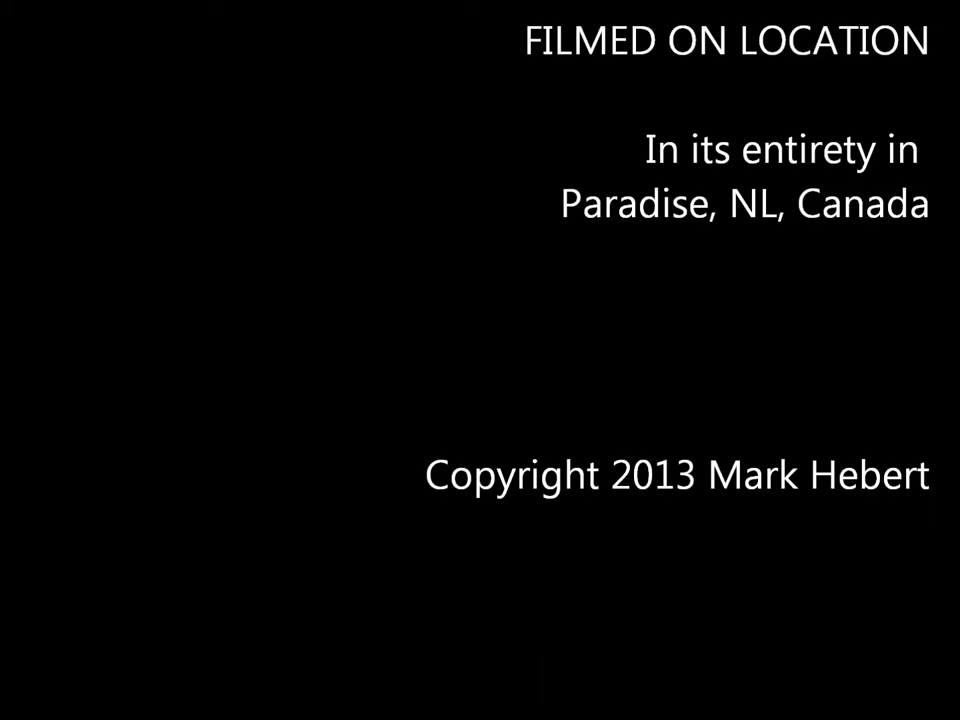 FILMED ON LOCATION
In its entirety in
Paradise, NL, Canada
Copyright 2013 Mark Hebert